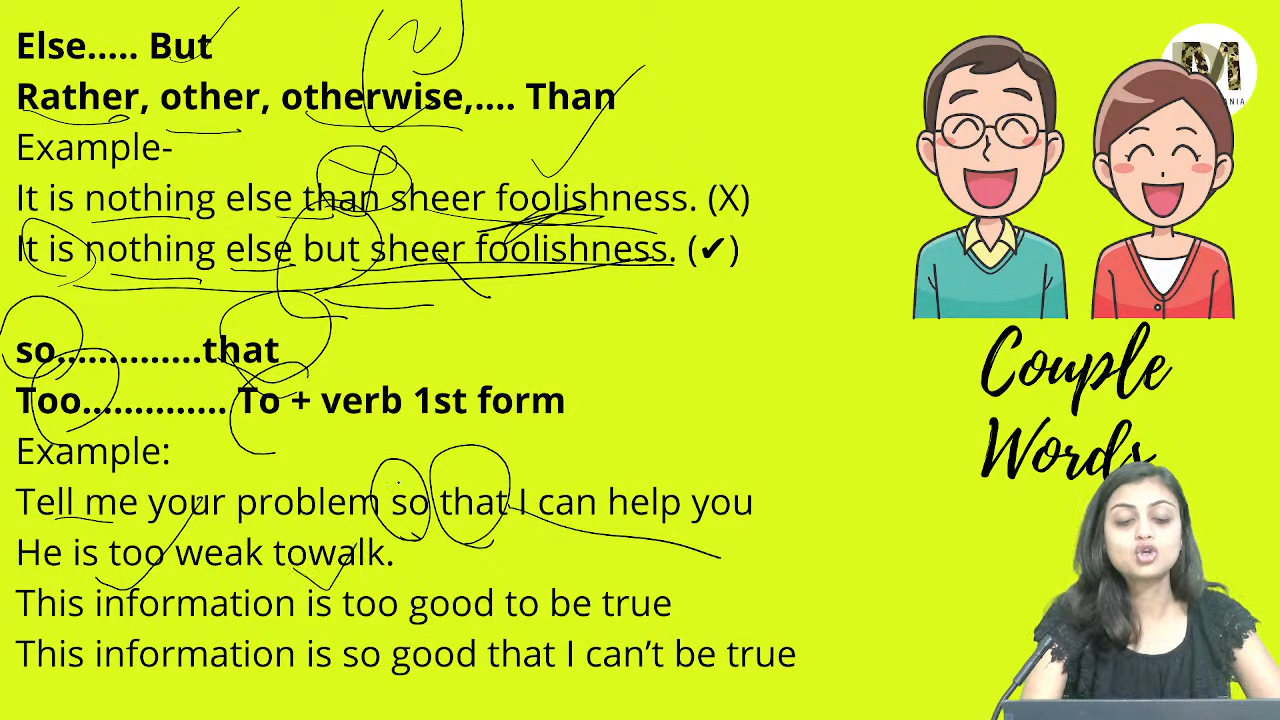 Else..... But
Rather, other, otherwise,.... Than
Example-
It is nothing else than sheer foolishness. (X)
It is nothing else but sheer foolishness. (✔)
so..............that
Too.............. To + verb 1st form
Example:
Tell me your problem so that I can help you
He is too weak towalk.
This information is too good to be true
This information is so good that I can’t be true
M
Couple
Words